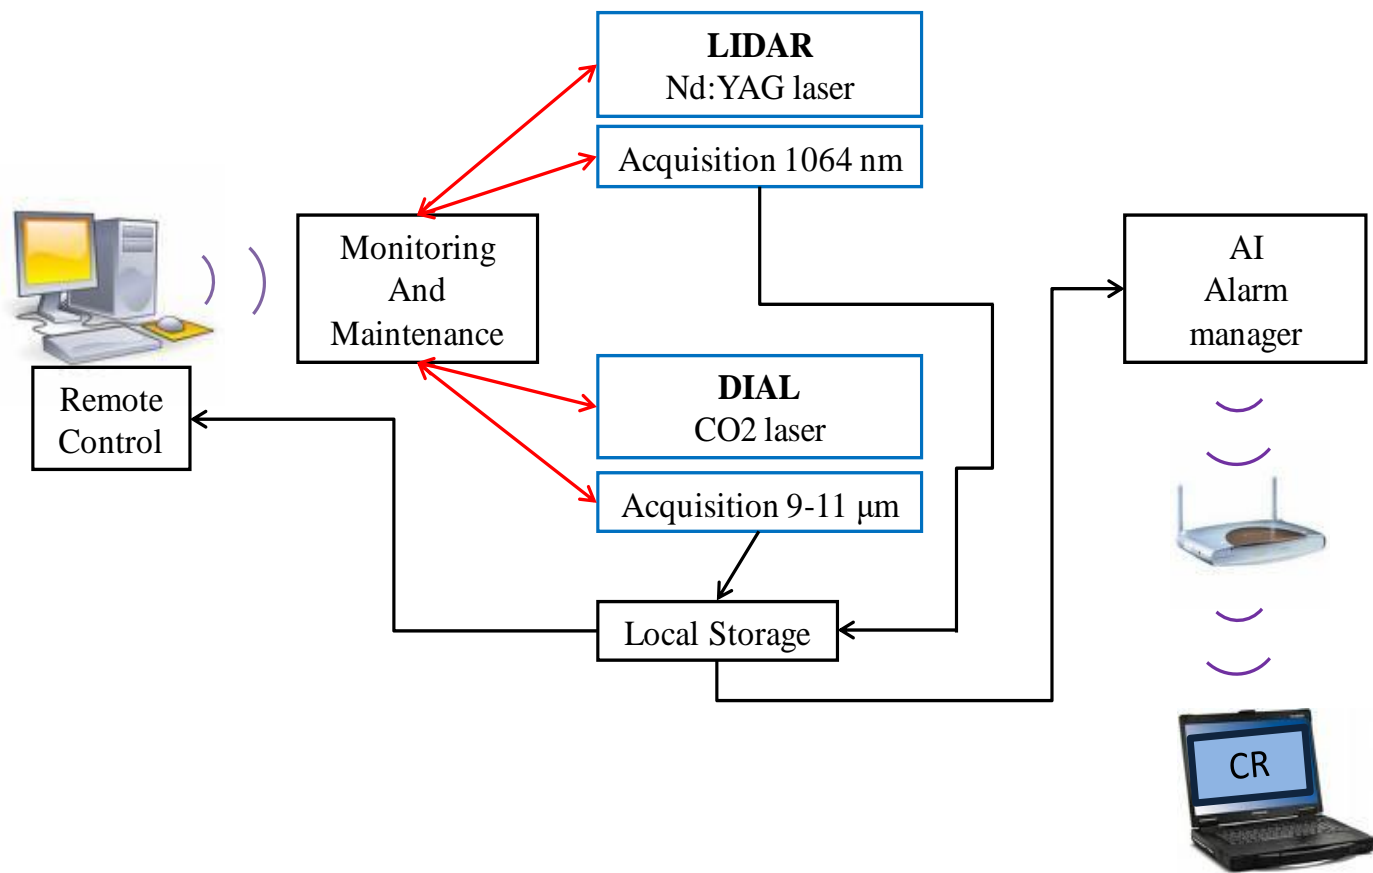 LIDAR
Nd:YAG laser
Acquisition 1064 nm
Monitoring
And
Maintenance
AI
Alarm
manager
Remote
Control
DIAL
CO2 laser
Acquisition 9-11 μm
Local Storage
CR